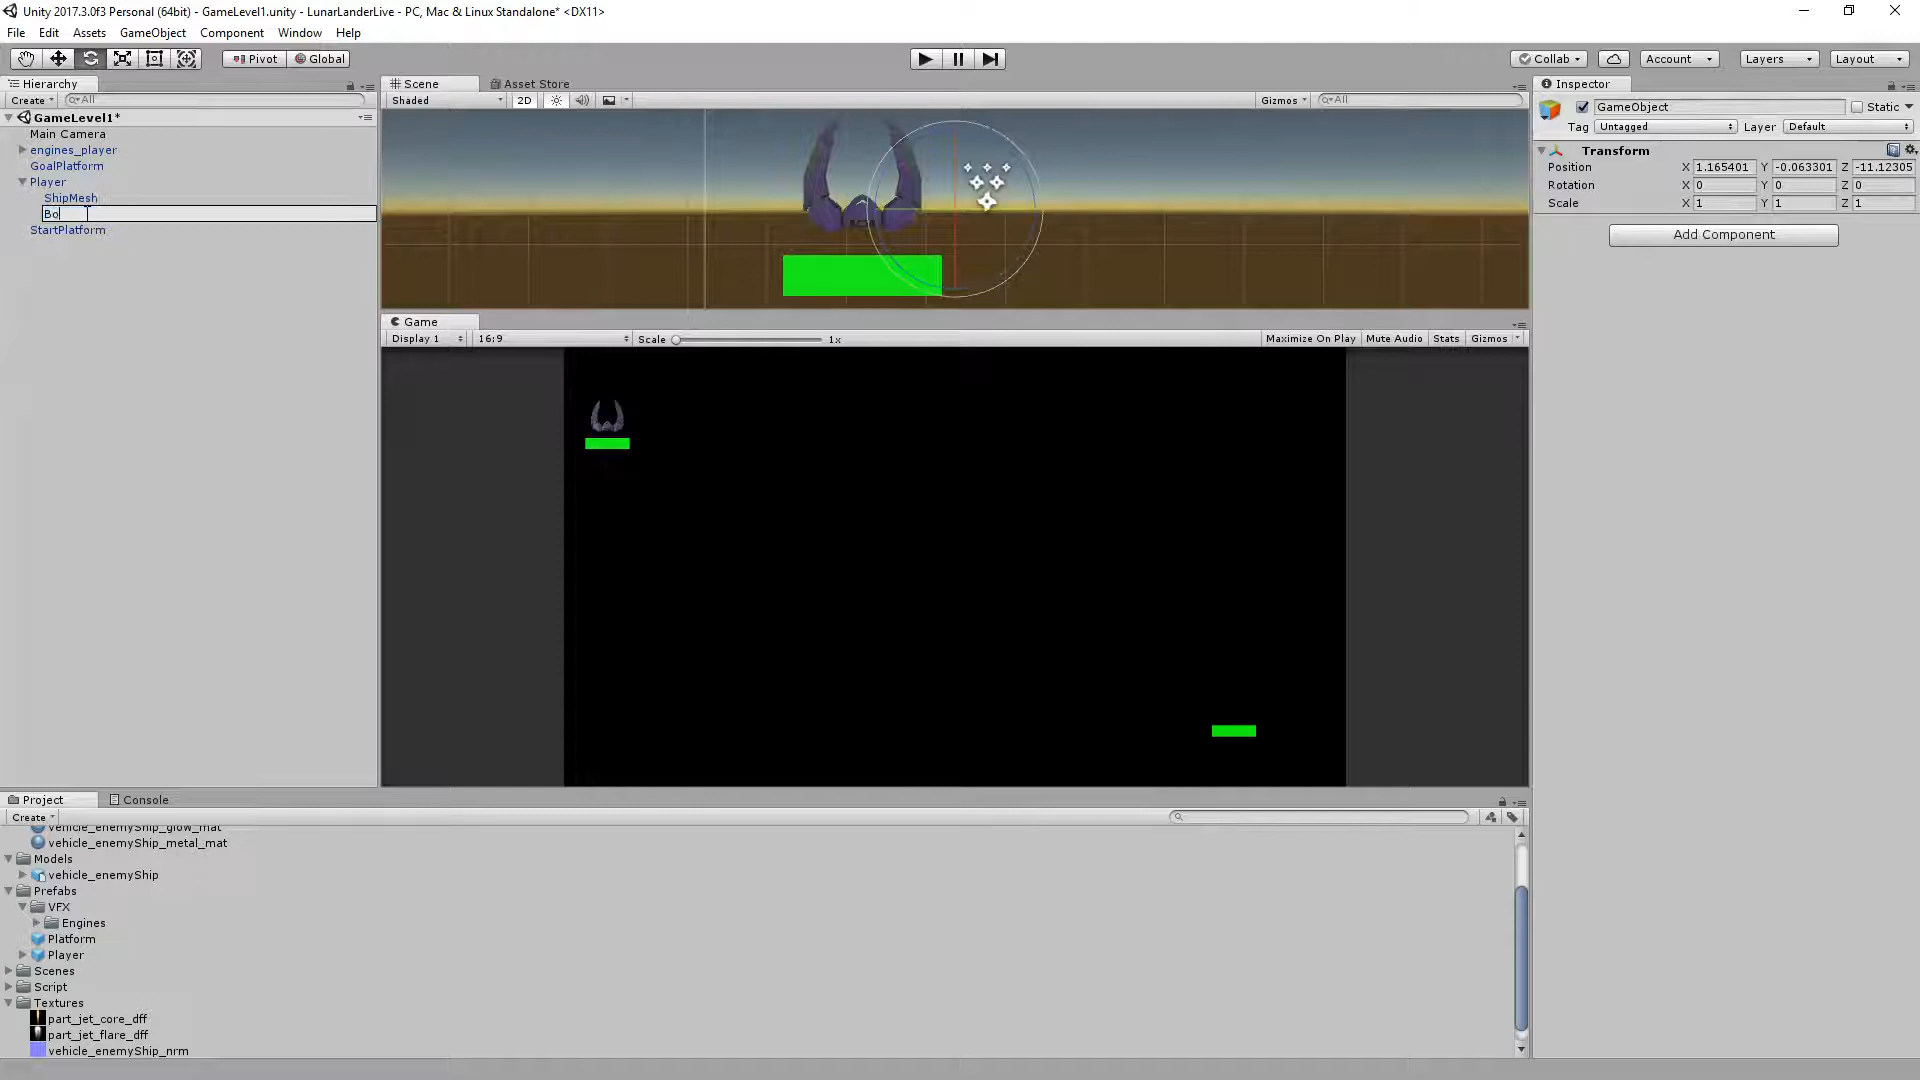 Unity 2017.3.0f3 Personal (64bit) - GameLevel1.unity - LunarLanderLive - PC, Mac & Linux Standalone* <DX11>
File Edit Assets GameObject Component Window Help
Pivot Global Collab Account Layers Layout
Hierarchy
Create All
GameLevel1*
Main Camera
engines_player
GoalPlatform
Player
ShipMesh
Bo
StartPlatform
Scene Asset Store
Shaded 2D Gizmos All
Game
Display 1 16:9 Scale 1x Maximize On Play Mute Audio Stats Gizmos
Inspector
GameObject Static
Tag Untagged Layer Default
Transform
Position X 1.165401 Y -0.063301 Z -11.12305
Rotation X 0 Y 0 Z 0
Scale X 1 Y 1 Z 1
Add Component
Project Console
Create
vehicle_enemyShip_glow_mat
vehicle_enemyShip_metal_mat
Models
vehicle_enemyShip
Prefabs
VFX
Engines
Platform
Player
Scenes
Script
Textures
part_jet_core_dff
part_jet_flare_dff
vehicle_enemyShip_nrm